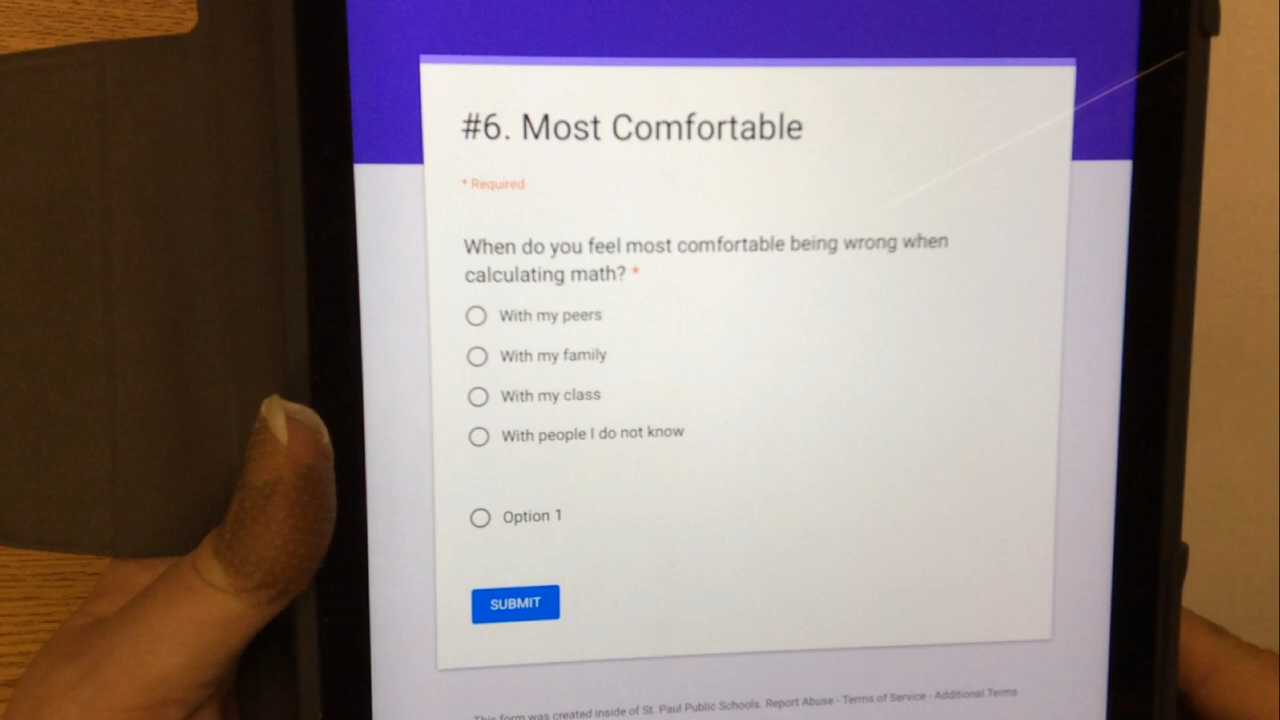 #6. Most Comfortable
* Required
When do you feel most comfortable being wrong when
calculating math? *
With my peers
With my family
With my class
With people I do not know
Option 1
SUBMIT
This form was created inside of St. Paul Public Schools. Report Abuse - Terms of Service - Additional Terms